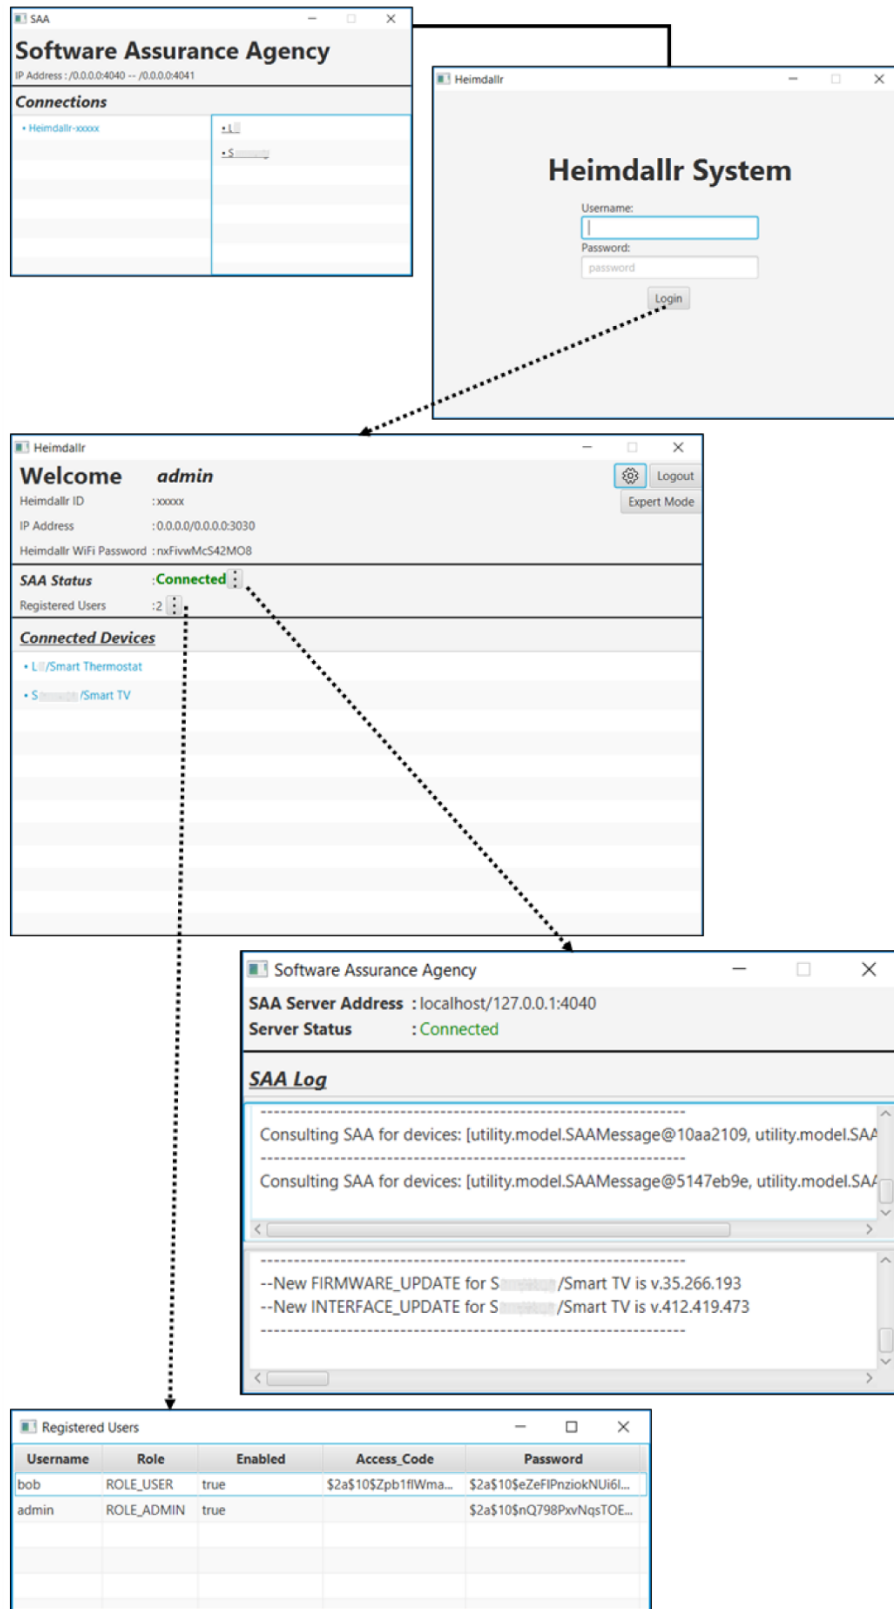 SAA
Software Assurance Agency
IP Address : /0.0.0.0:4040 -- /0.0.0.0:4041
Connections
• Heimdallr-xxxxx
• L
• S
Heimdallr
Heimdallr System
Username:
Password:
password
Login
Heimdallr
Welcome admin
Logout
Heimdallr ID : xxxxx
Expert Mode
IP Address : 0.0.0.0/0.0.0.0:3030
Heimdallr WiFi Password : nxFivwMcS42MO8
SAA Status :Connected
Registered Users :2
Connected Devices
• L /Smart Thermostat
• S /Smart TV
Software Assurance Agency
SAA Server Address : localhost/127.0.0.1:4040
Server Status : Connected
SAA Log
----------------------------------------------------------------------
Consulting SAA for devices: [utility.model.SAAMessage@10aa2109, utility.model.SAA
----------------------------------------------------------------------
Consulting SAA for devices: [utility.model.SAAMessage@5147eb9e, utility.model.SAA
----------------------------------------------------------------------
--New FIRMWARE_UPDATE for S /Smart TV is v.35.266.193
--New INTERFACE_UPDATE for S /Smart TV is v.412.419.473
----------------------------------------------------------------------
Registered Users
Username Role Enabled Access_Code Password
bob ROLE_USER true $2a$10$Zpb1flWma... $2a$10$eZeFlPnziokNUi6l...
admin ROLE_ADMIN true $2a$10$nQ798PxvNqsTOE...